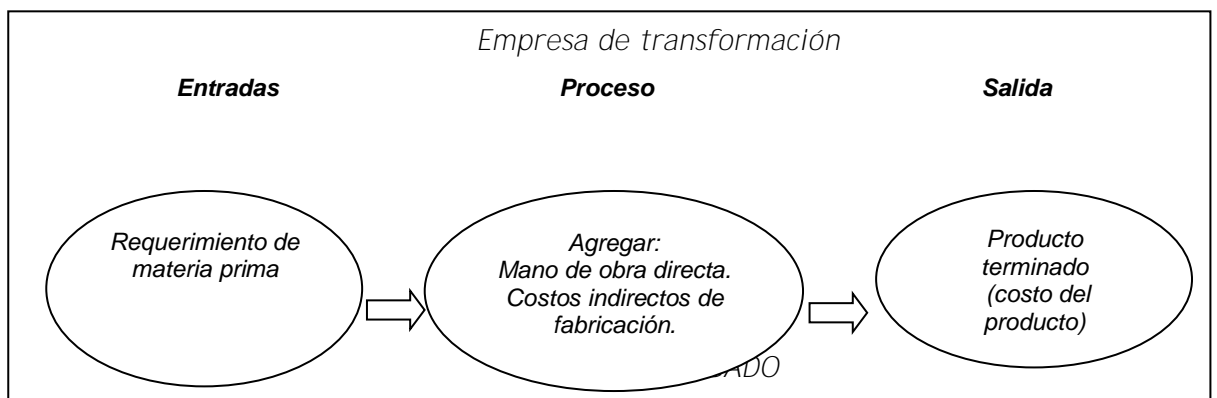 Empresa de transformación
Entradas Proceso Salida
Requerimiento de
materia prima
Agregar:
Mano de obra directa.
Costos indirectos de
fabricación.
Producto
terminado
(costo del
producto)